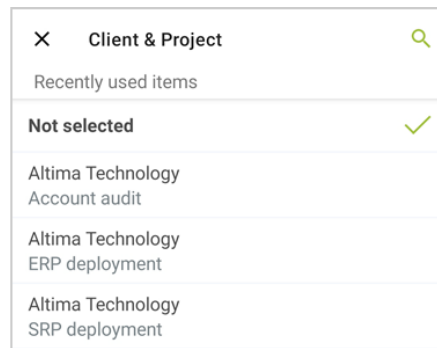 Client & Project
Recently used items
Not selected
Altima Technology
Account audit
Altima Technology
ERP deployment
Altima Technology
SRP deployment